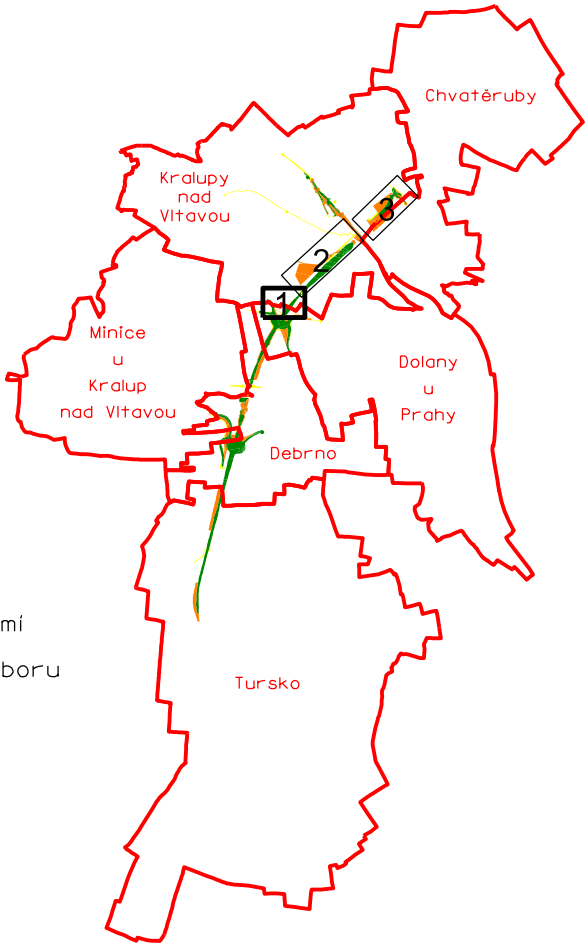 Chvatěruby
Kralupy
nad
Vltavou
3
2
1
Minice
u
Kralup
nad Vltavou
Dolany
u
Prahy
Debrno
mí
boru
Tursko